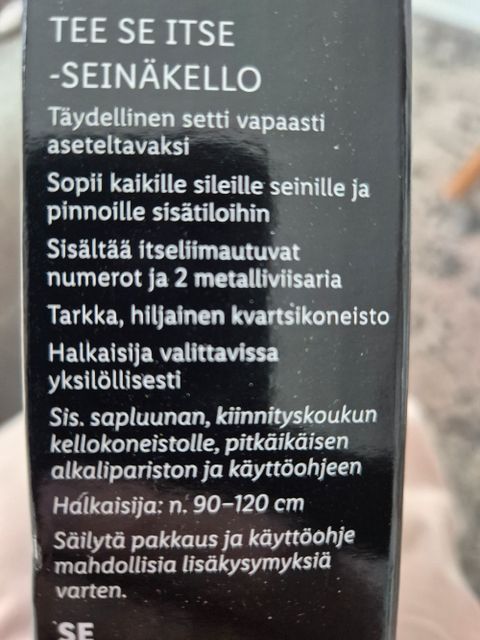 TEE SE ITSE
-SEINÄKELLO
Täydellinen setti vapaasti
aseteltavaksi
Sopii kaikille sileille seinille ja
pinnoille sisätiloihin
Sisältää itseliimautuvat
numerot ja 2 metalliviisaria
Tarkka, hiljainen kvartsikoneisto
Halkaisija valittavissa
yksilöllisesti
Sis. sapluunan, kiinnityskoukun
kellokoneistolle, pitkäikäisen
alkalipariston ja käyttöohjeen
Halkaisija: n. 90–120 cm
Säilytä pakkaus ja käyttöohje
mahdollisia lisäkysymyksiä
varten.
SE